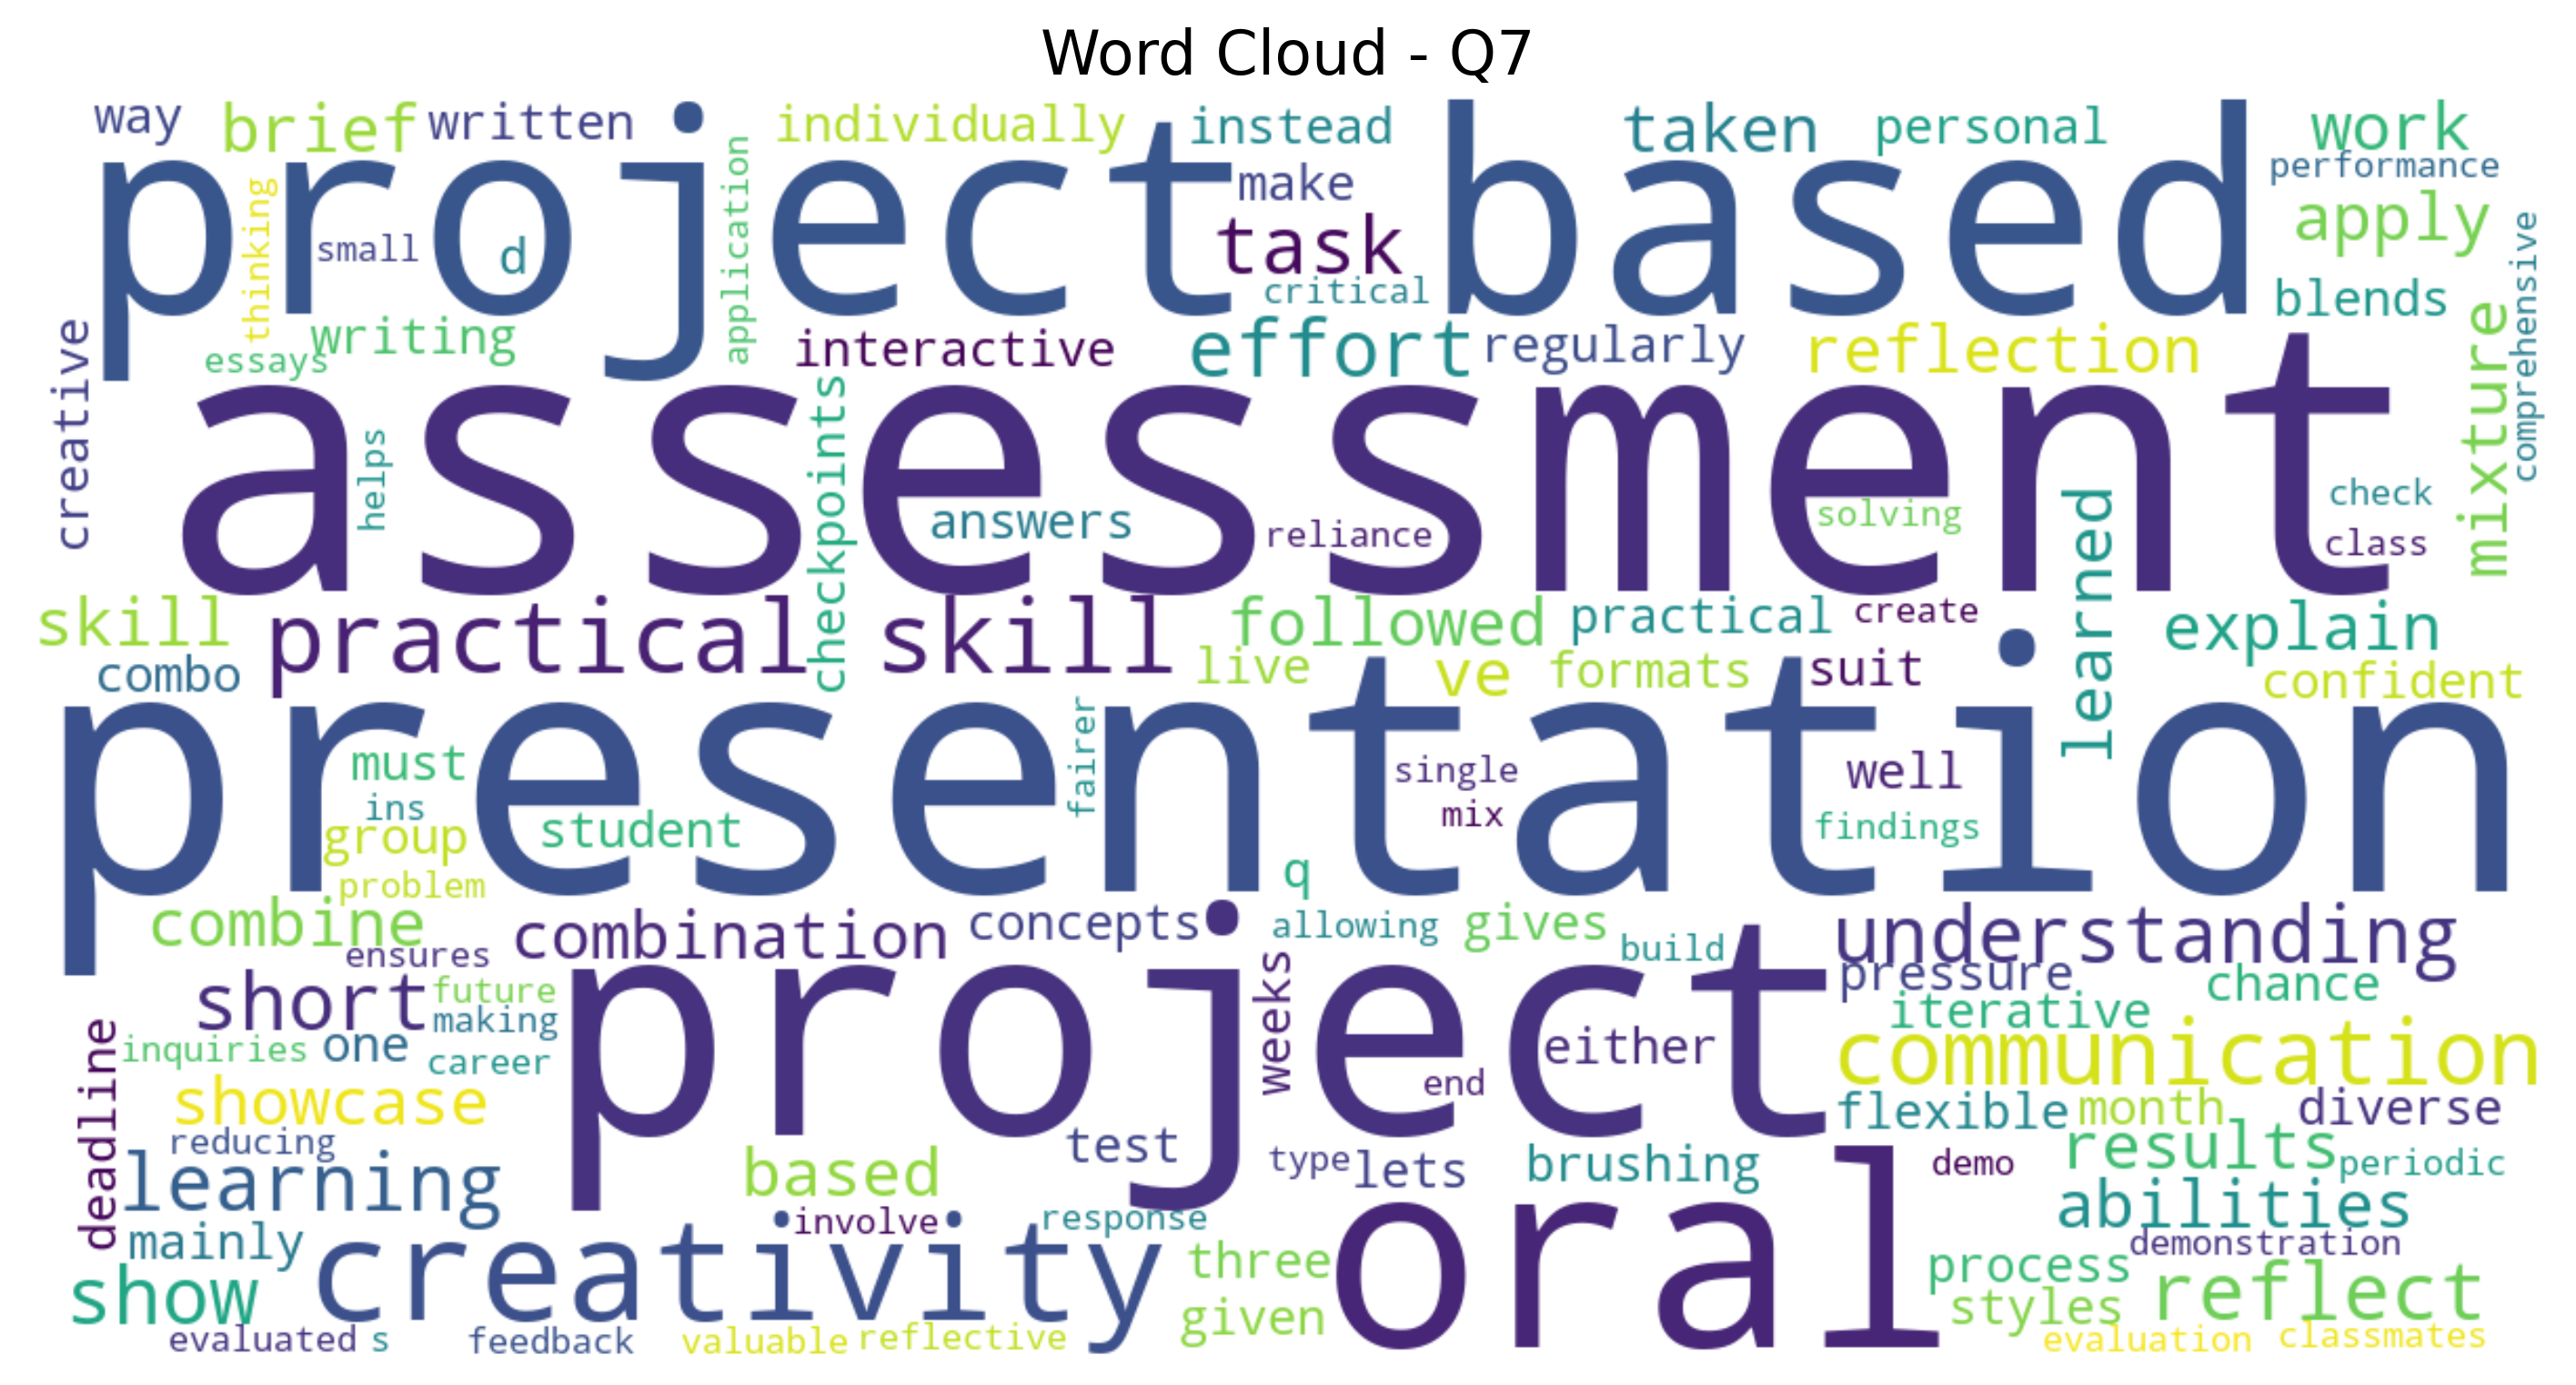 Word Cloud - Q7
way
brief
written
individually
instead
taken
personal
work
performance
project based
make
task
critical
apply
thinking
small
d
application
blends
comprehensive
mixture
creative
writing
essays
interactive
effort
regularly
reflection
assessment
helps
checkpoints
answers
reliance
solving
learned
check
class
skill
combo
practical skill
followed
practical
create
explain
live
ve
formats
suit
confident
presentation
must
ins
group
student
problem
fairer
single
mix
well
findings
q
combine
ensures
combination
concepts
allowing
gives
build
understanding
pressure
chance
short
future
making
inquiries
one
career
project
weeks
end
either
iterative
communication
deadline
showcase
reducing
learning
flexible
month
diverse
results
periodic
based
test
type
lets
brushing
demo
abilities
oral
mainly
creativity
involve
response
three
given
process
demonstration
styles
reflect
show
evaluated
s
feedback
valuable
reflective
evaluation
classmates